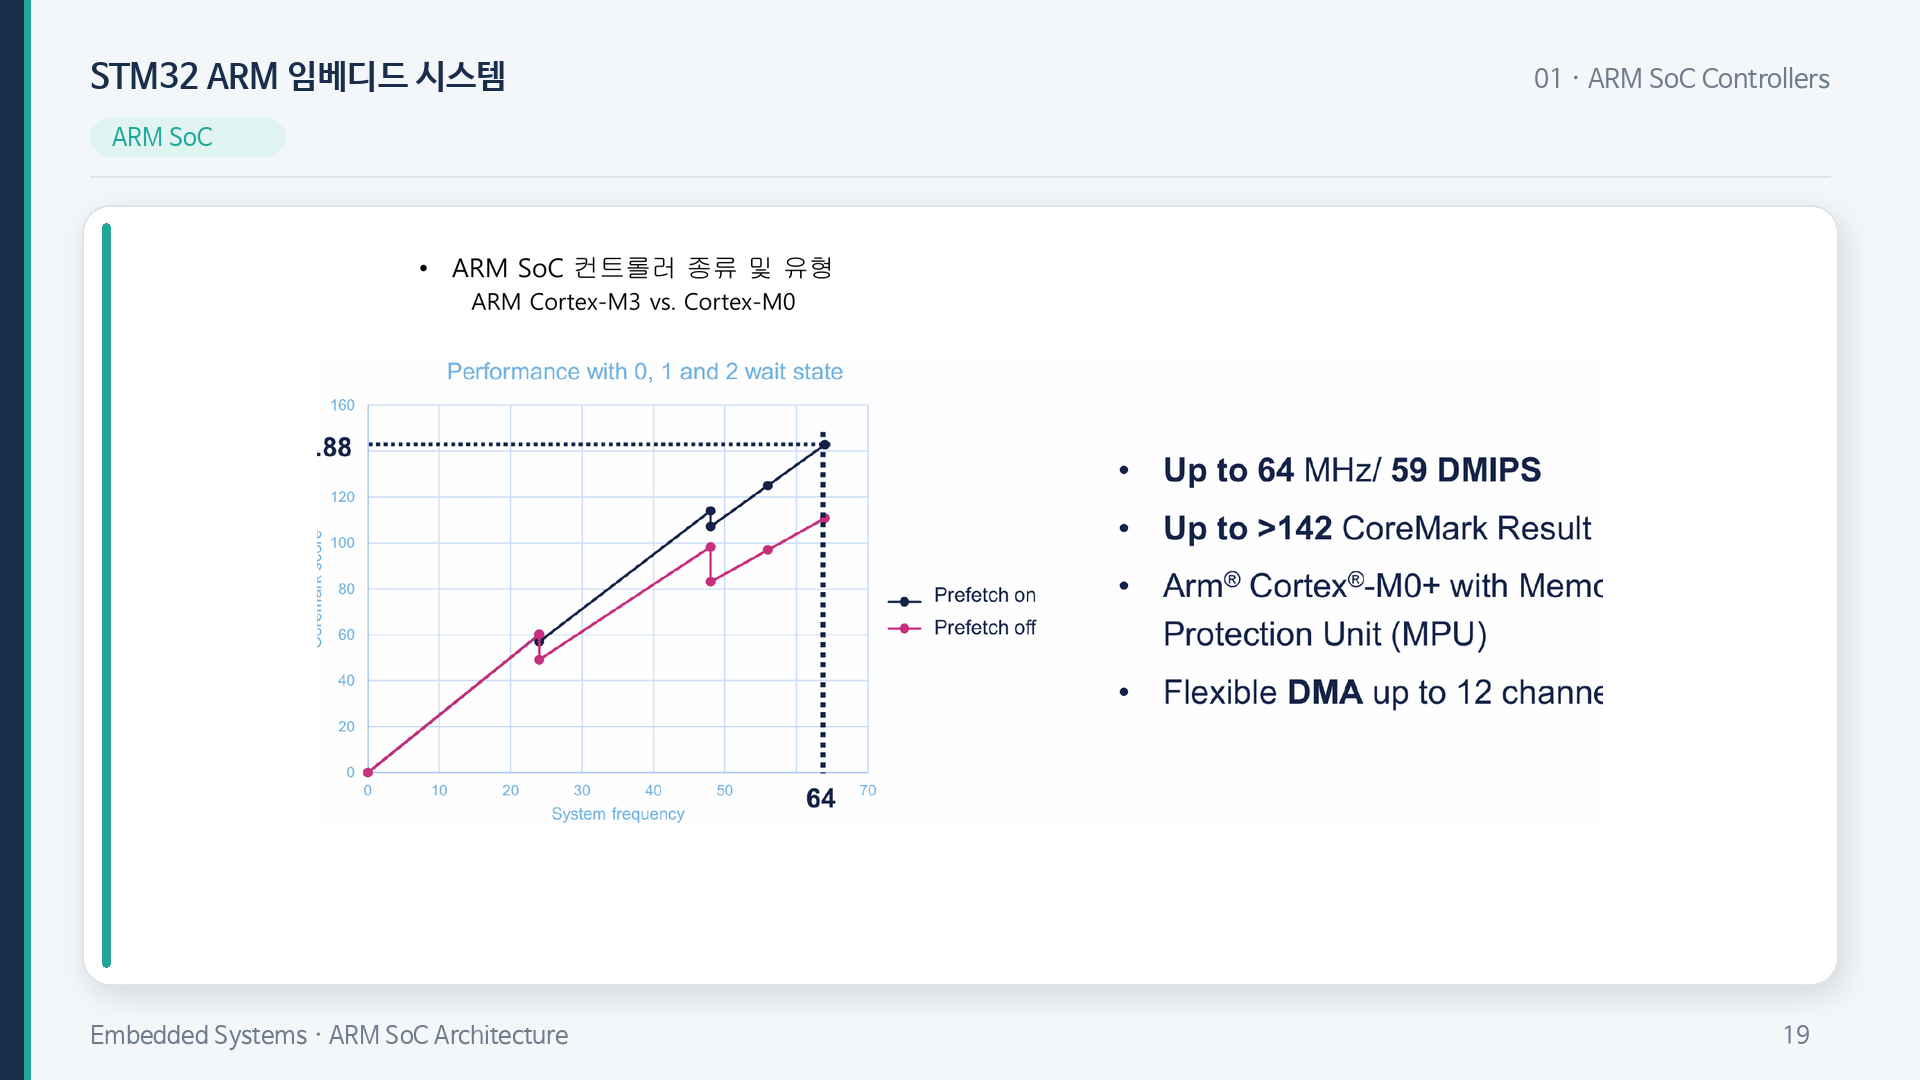 STM32 ARM 임베디드 시스템
01 · ARM SoC Controllers
ARM SoC
• ARM SoC 컨트롤러 종류 및 유형
ARM Cortex-M3 vs. Cortex-M0
Performance with 0, 1 and 2 wait state
160
.88
120
100
80
60
40
20
0
0 10 20 30 40 50 64 70
System frequency
Prefetch on
Prefetch off
• Up to 64 MHz/ 59 DMIPS
• Up to >142 CoreMark Result
• Arm® Cortex®-M0+ with Memo
Protection Unit (MPU)
• Flexible DMA up to 12 channe
Embedded Systems · ARM SoC Architecture
19